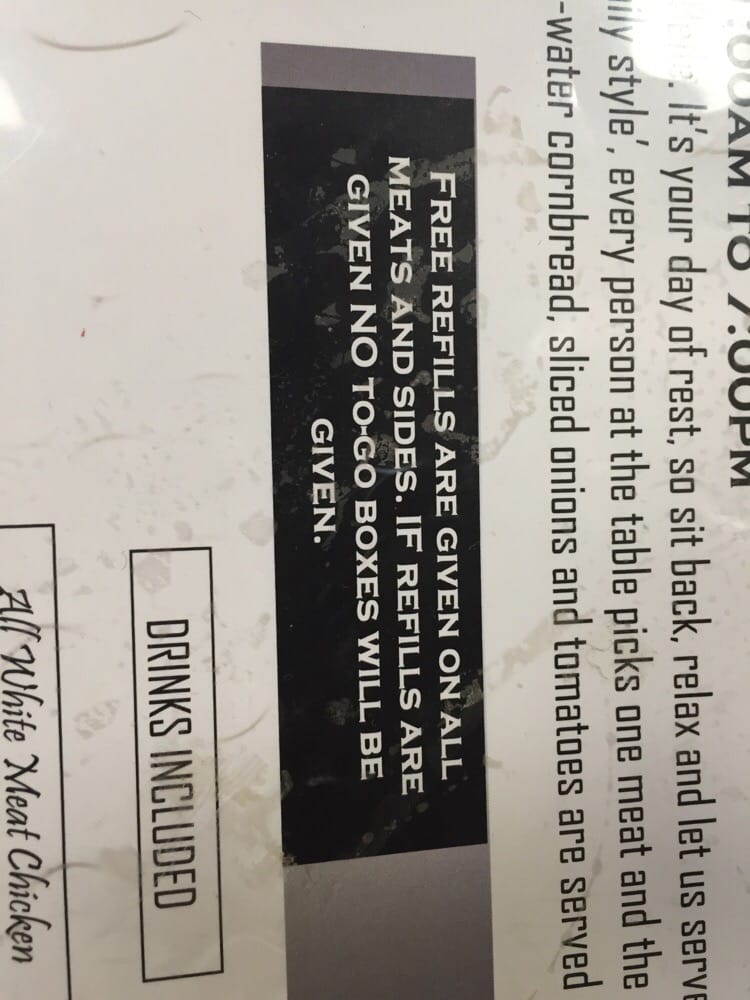 :00AM TO 7:00PM
. It's your day of rest, so sit back, relax and let us serve
ily style', every person at the table picks one meat and the
-water cornbread, sliced onions and tomatoes are served
FREE REFILLS ARE GIVEN ON ALL
MEATS AND SIDES. IF REFILLS ARE
GIVEN NO TO-GO BOXES WILL BE
GIVEN.
DRINKS INCLUDED
All White Meat Chicken